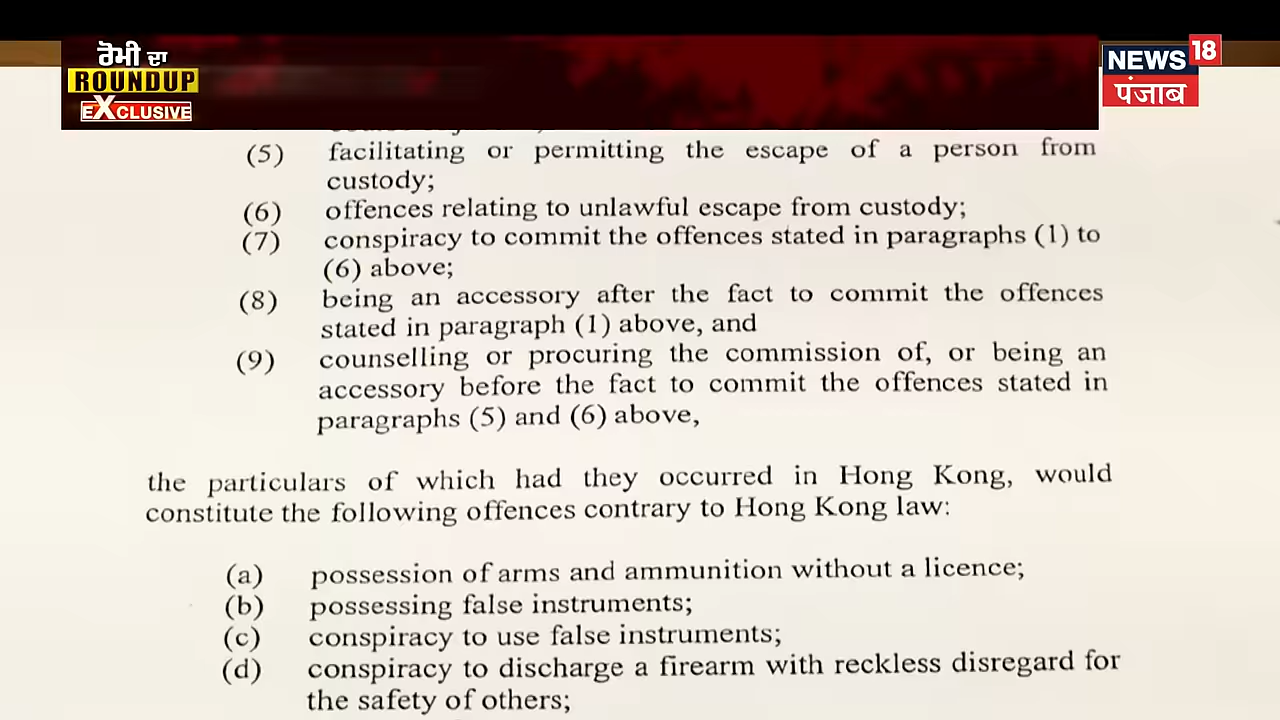 ਰੋਮੀ ਦਾ
ROUNDUP
EXCLUSIVE
NEWS 18
ਪੰਜਾਬ
(5) facilitating or permitting the escape of a person from
custody;
(6) offences relating to unlawful escape from custody;
(7) conspiracy to commit the offences stated in paragraphs (1) to
(6) above;
(8) being an accessory after the fact to commit the offences
stated in paragraph (1) above, and
(9) counselling or procuring the commission of, or being an
accessory before the fact to commit the offences stated in
paragraphs (5) and (6) above,
the particulars of which had they occurred in Hong Kong, would
constitute the following offences contrary to Hong Kong law:
(a) possession of arms and ammunition without a licence;
(b) possessing false instruments;
(c) conspiracy to use false instruments;
(d) conspiracy to discharge a firearm with reckless disregard for
the safety of others;